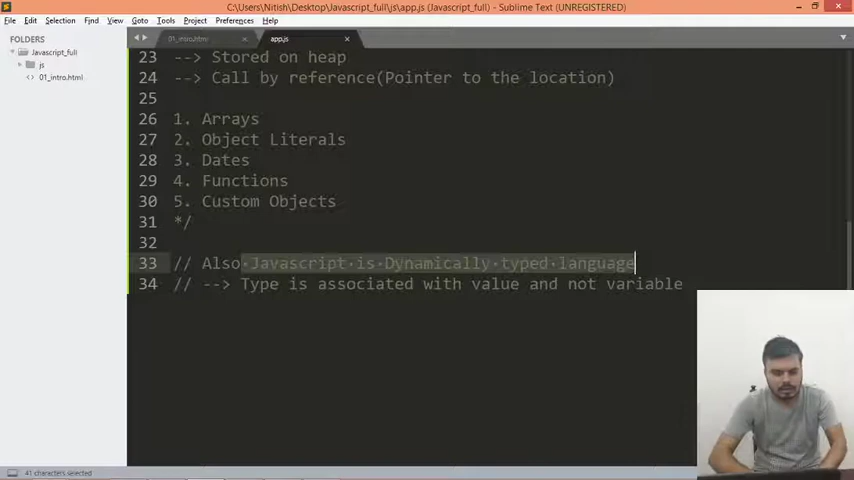 C:\Users\Nitish\Desktop\Javascript_full\js\app.js (Javascript_full) - Sublime Text (UNREGISTERED)
File Edit Selection Find View Goto Tools Project Preferences Help
FOLDERS
Javascript_full
js
01_intro.html
01_intro.html
app.js
23 --> Stored on heap
24 --> Call by reference(Pointer to the location)
25
26 1. Arrays
27 2. Object Literals
28 3. Dates
29 4. Functions
30 5. Custom Objects
31 */
32
33 // Also Javascript is Dynamically typed language
34 // --> Type is associated with value and not variable
41 characters selected